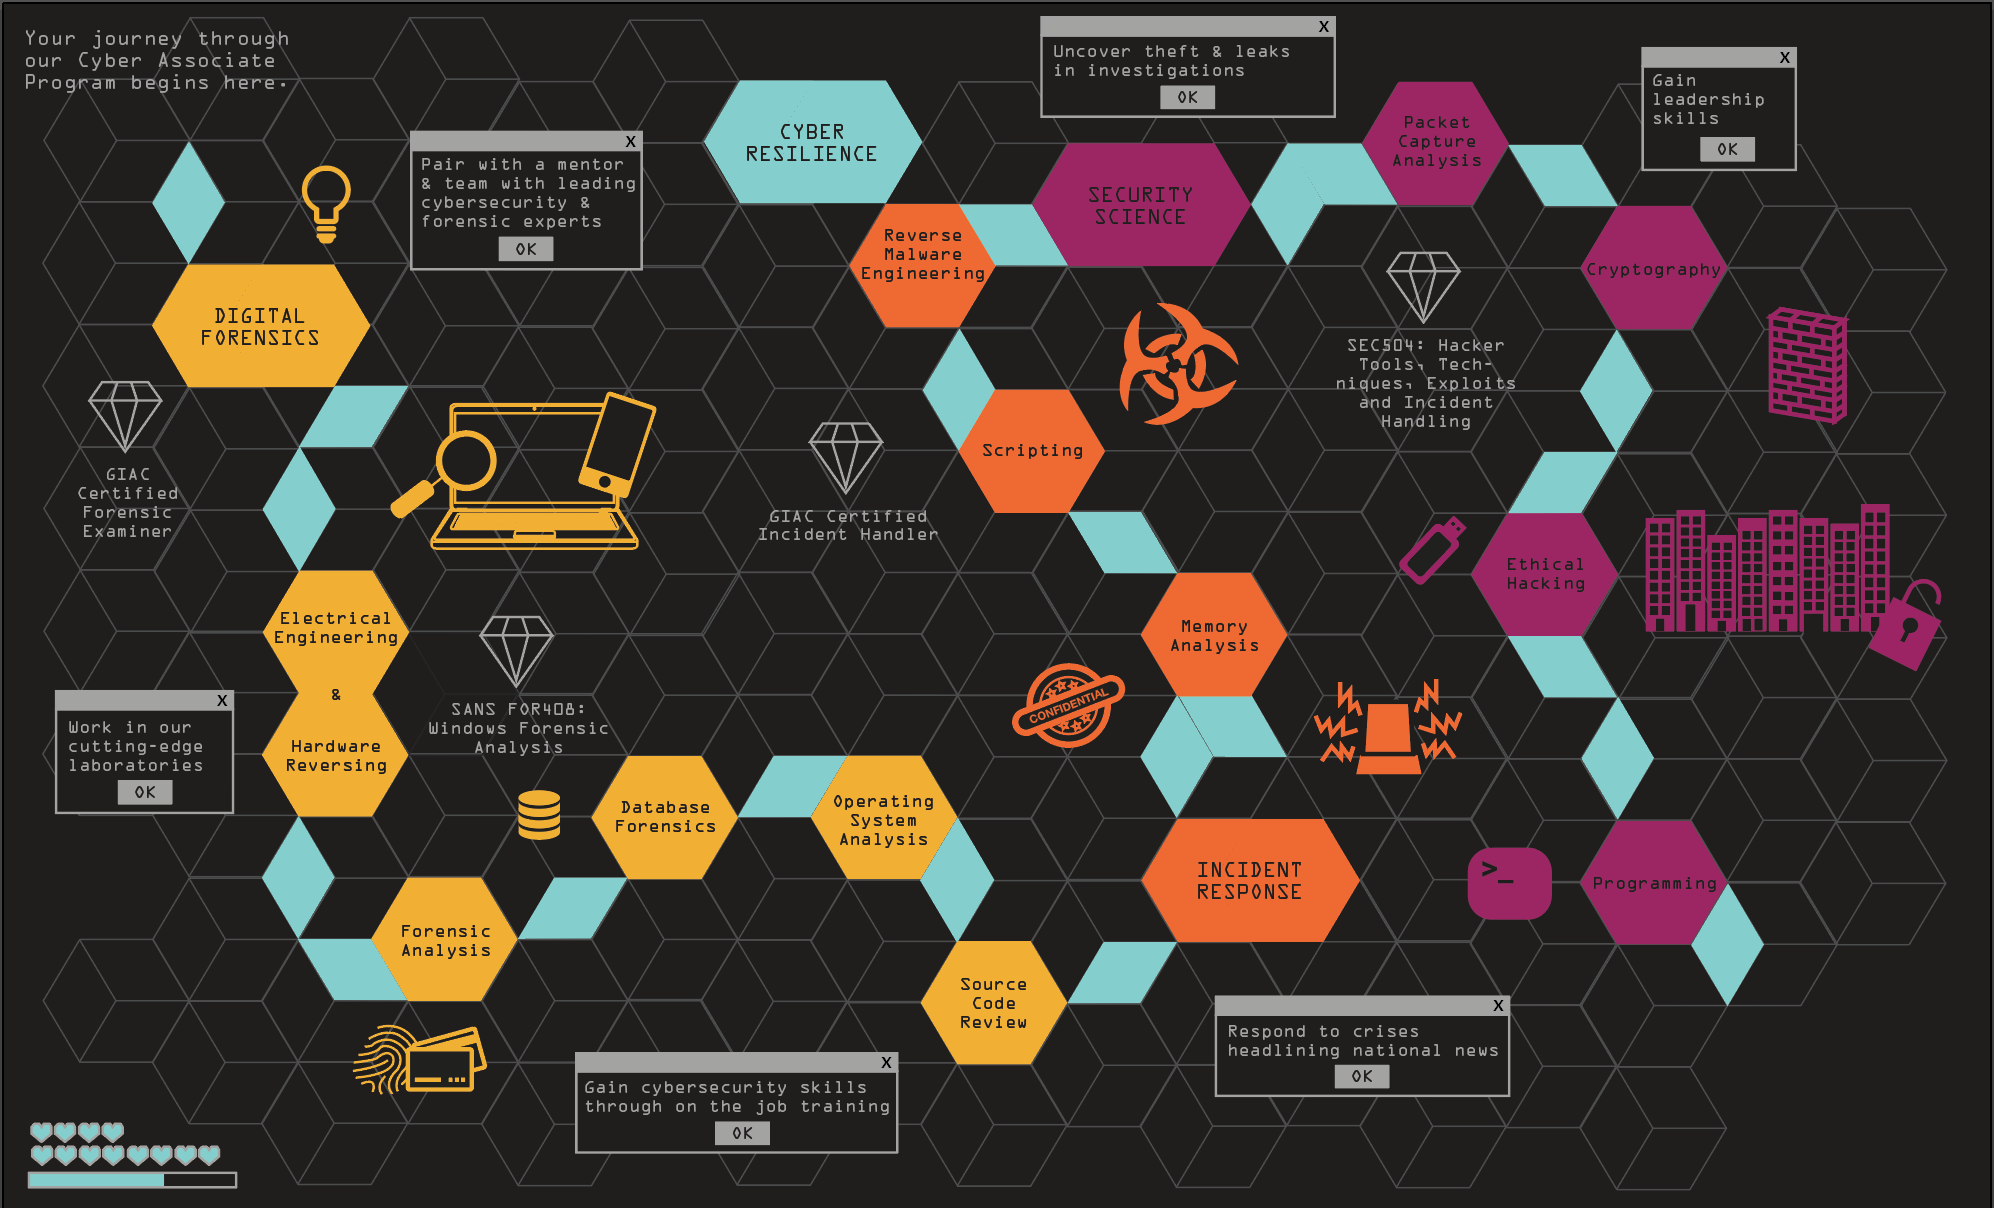 Your journey through
our Cyber Associate
Program begins here.
X
Pair with a mentor
& team with leading
cybersecurity &
forensic experts
OK
CYBER
RESILIENCE
X
Uncover theft & leaks
in investigations
OK
X
Gain
leadership
skills
OK
DIGITAL
FORENSICS
GIAC
Certified
Forensic
Examiner
Electrical
Engineering
&
Hardware
Reversing
X
Work in our
cutting-edge
laboratories
OK
SANS FOR408:
Windows Forensic
Analysis
Forensic
Analysis
Database
Forensics
Operating
System
Analysis
Source
Code
Review
X
Gain cybersecurity skills
through on the job training
OK
INCIDENT
RESPONSE
X
Respond to crises
headlining national news
OK
Memory
Analysis
CONFIDENTIAL
Scripting
GIAC Certified
Incident Handler
Reverse
Malware
Engineering
SECURITY
SCIENCE
Packet
Capture
Analysis
SEC504: Hacker
Tools, Tech-
niques, Exploits
and Incident
Handling
Cryptography
Ethical
Hacking
Programming
>_